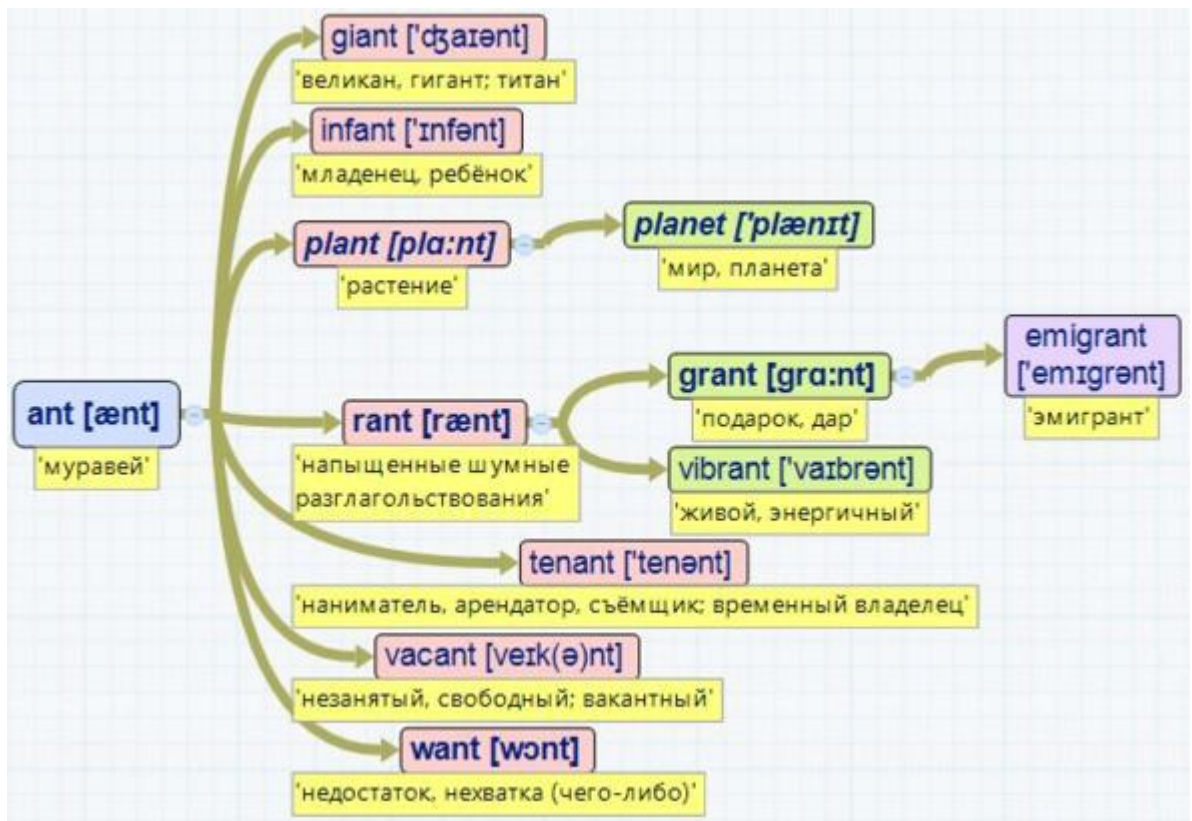 giant ['ʤaɪənt]
'великан, гигант; титан'
infant ['ɪnfənt]
'младенец, ребёнок'
plant [plɑ:nt]
'растение'
planet ['plænɪt]
'мир, планета'
ant [ænt]
'муравей'
rant [rænt]
'напыщенные шумные
разглагольствования'
grant [grɑ:nt]
'подарок, дар'
emigrant
['emɪgrənt]
'эмигрант'
vibrant ['vaɪbrənt]
'живой, энергичный'
tenant ['tenənt]
'наниматель, арендатор, съёмщик; временный владелец'
vacant [veɪk(ə)nt]
'незанятый, свободный; вакантный'
want [wɔnt]
'недостаток, нехватка (чего-либо)'